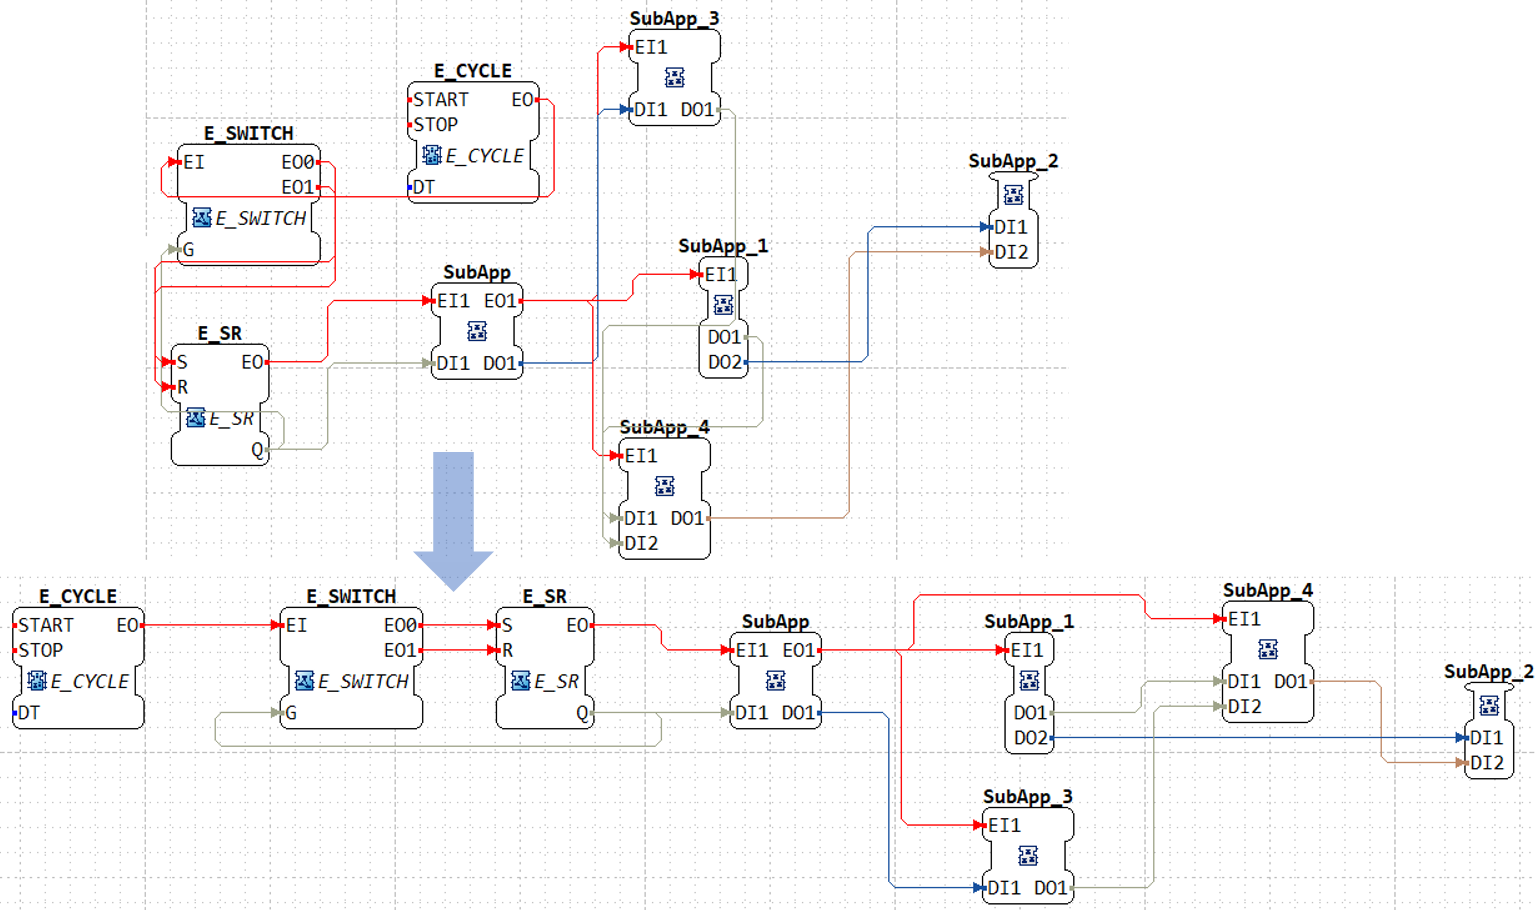 SubApp_3
EI1
DI1 DO1
E_CYCLE
START EO
STOP
E_CYCLE
DT
E_SWITCH
EI EO0
EO1
E_SWITCH
G
SubApp_2
DI1
DI2
SubApp_1
EI1
DO1
DO2
SubApp
EI1 EO1
DI1 DO1
E_SR
S EO
R
E_SR
Q
SubApp_4
EI1
DI1 DO1
DI2
E_CYCLE
START EO
STOP
E_CYCLE
DT
E_SWITCH
EI EO0
EO1
E_SWITCH
G
E_SR
S EO
R
E_SR
Q
SubApp
EI1 EO1
DI1 DO1
SubApp_1
EI1
DO1
DO2
SubApp_4
EI1
DI1 DO1
DI2
SubApp_2
DI1
DI2
SubApp_3
EI1
DI1 DO1